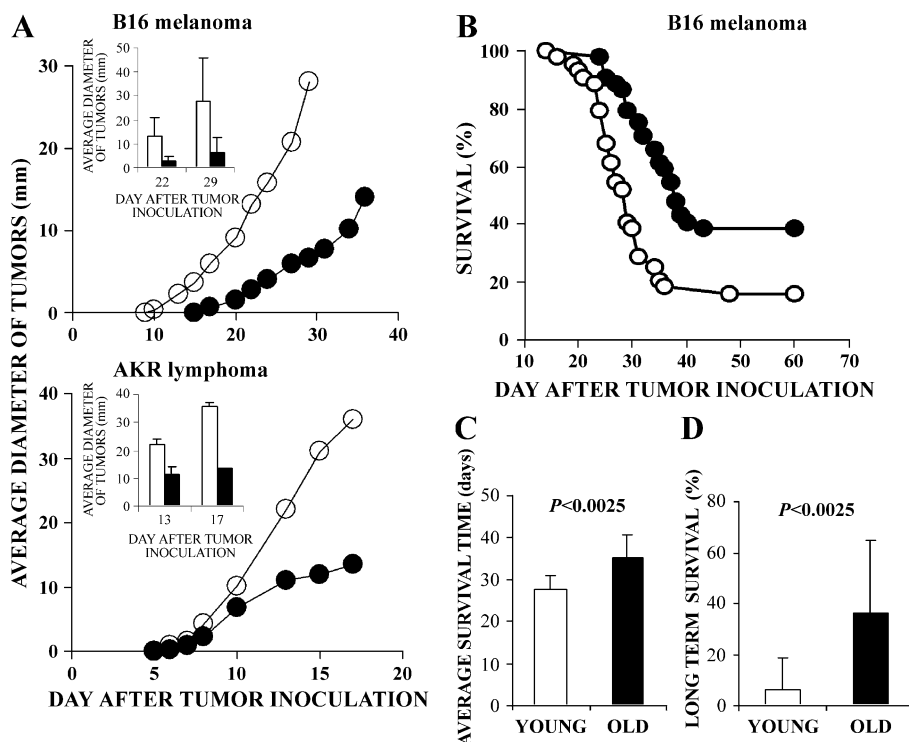 A
B16 melanoma
AVERAGE DIAMETER OF TUMORS (mm)
30
20
10
0
0
10
20
30
40
AVERAGE DIAMETER
OF TUMORS (mm)
50
40
30
20
10
0
22
29
DAY AFTER TUMOR
INOCULATION
AKR lymphoma
40
30
20
10
0
0
5
10
15
20
DAY AFTER TUMOR INOCULATION
AVERAGE DIAMETER
OF TUMORS (mm)
40
30
20
10
0
13
17
DAY AFTER TUMOR
INOCULATION
B
B16 melanoma
SURVIVAL (%)
100
80
60
40
20
0
10
20
30
40
50
60
70
DAY AFTER TUMOR INOCULATION
C
AVERAGE SURVIVAL TIME (days)
50
40
30
20
10
0
P<0.0025
YOUNG
OLD
D
LONG TERM SURVIVAL (%)
80
60
40
20
0
P<0.0025
YOUNG
OLD